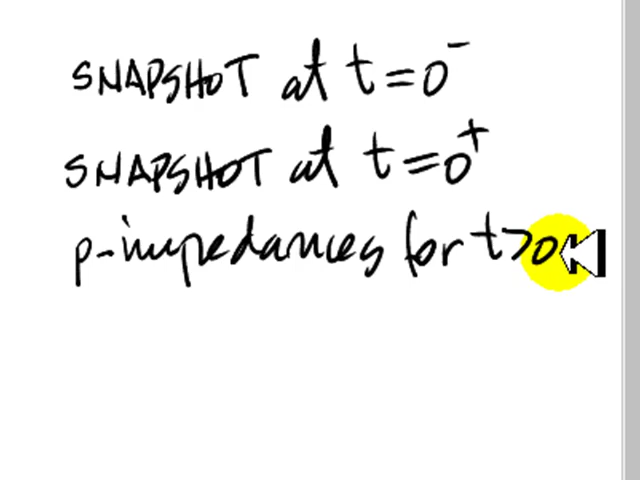 SNAPSHOT at t=0⁻
SNAPSHOT at t=0⁺
p-impedances for t>0